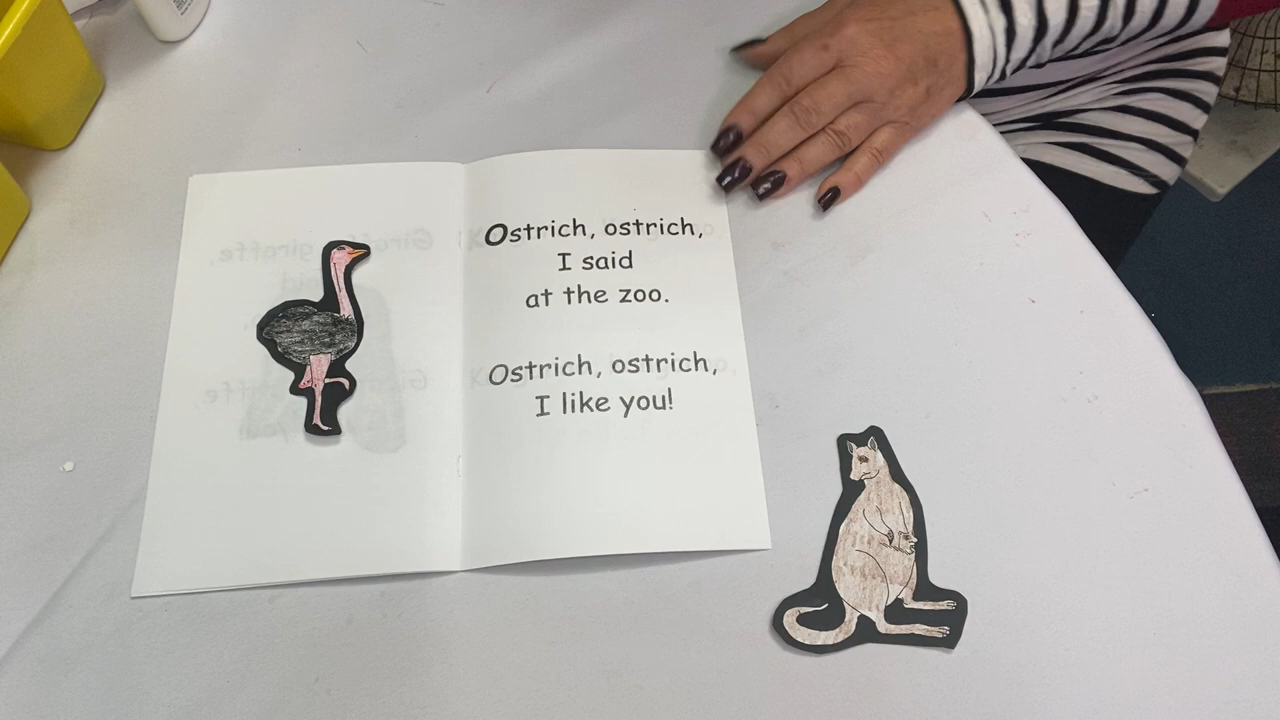 Ostrich, ostrich,
I said
at the zoo.
Ostrich, ostrich,
I like you!